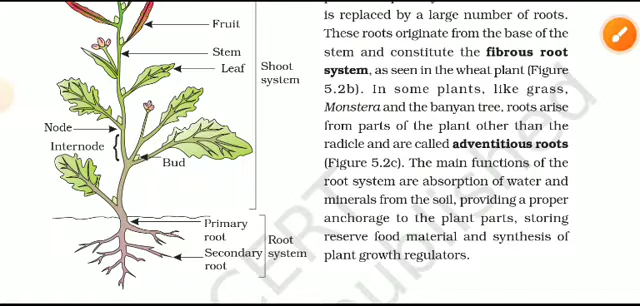 Fruit
Stem
Leaf
Shoot
system
Node
Internode
Bud
Primary
root
Secondary
root
Root
system
is replaced by a large number of roots.
These roots originate from the base of the
stem and constitute the fibrous root
system, as seen in the wheat plant (Figure
5.2b). In some plants, like grass,
Monstera and the banyan tree, roots arise
from parts of the plant other than the
radicle and are called adventitious roots
(Figure 5.2c). The main functions of the
root system are absorption of water and
minerals from the soil, providing a proper
anchorage to the plant parts, storing
reserve food material and synthesis of
plant growth regulators.